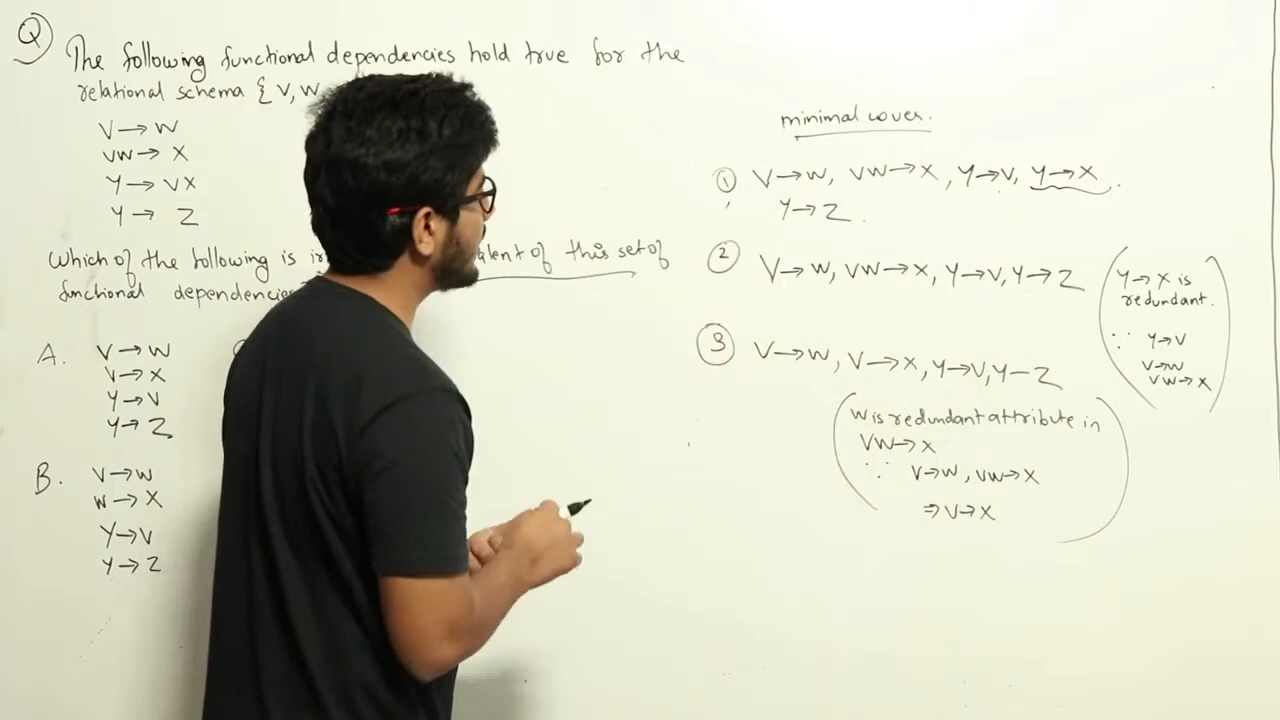 Q
The following functional dependencies hold true for the
relational schema { V, W
V → W
VW → X
Y → VX
Y → Z
Which of the following is of this set of
functional
A. V → W
V → X
Y → V
Y → Z
B. V → W
W → X
Y → V
Y → Z
minimal cover.
① V → W, VW → X, Y → V, Y → X.
Y → Z.
② V → W, VW → X, Y → V, Y → Z
(Y → X is
redundant.
∵ Y → V
V → W
VW → X)
③ V → W, V → X, Y → V, Y – Z
(W is redundant attribute in
VW → X
∵ V → W, VW → X
⇒ V → X)